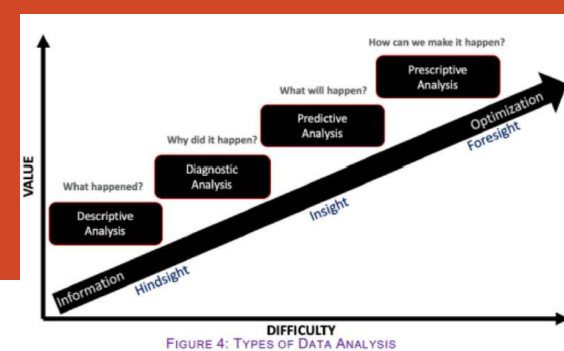 How can we make it happen?
Prescriptive
Analysis
What will happen?
Predictive
Analysis
Why did it happen?
Diagnostic
Analysis
What happened?
Descriptive
Analysis
VALUE
Information
Hindsight
Insight
Optimization
Foresight
DIFFICULTY
FIGURE 4: TYPES OF DATA ANALYSIS